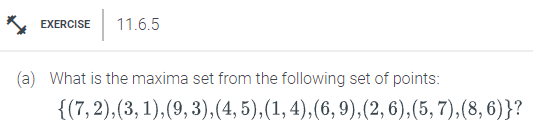 EXERCISE 11.6.5
(a) What is the maxima set from the following set of points:
{(7, 2),(3, 1),(9, 3),(4, 5),(1, 4),(6, 9),(2, 6),(5, 7),(8, 6)}?